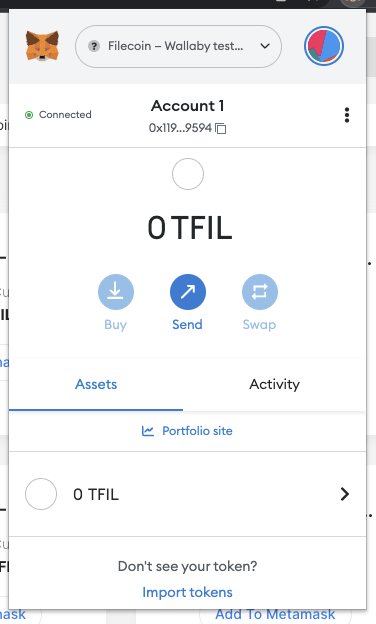 Filecoin – Wallaby test...
Connected
Account 1
0x119...9594
0 TFIL
Buy
Send
Swap
Assets
Activity
Portfolio site
0 TFIL
Don't see your token?
Import tokens
Add To Metamask